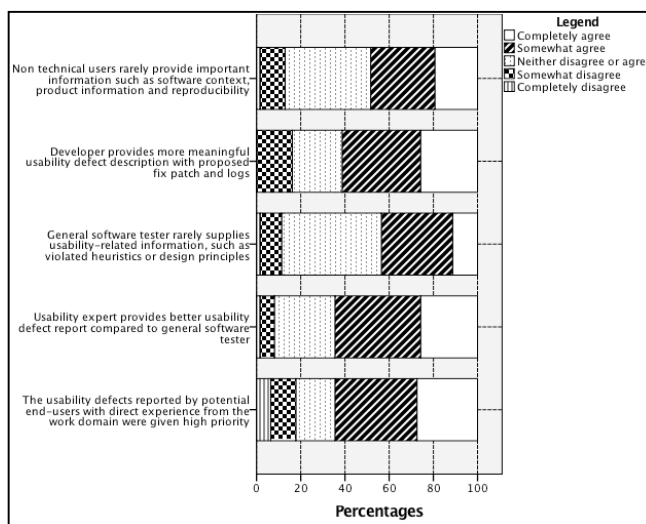 Legend
Completely agree
Somewhat agree
Neither disagree or agre
Somewhat disagree
Completely disagree
Non technical users rarely provide important
information such as software context,
product information and reproducibility
Developer provides more meaningful
usability defect description with proposed
fix patch and logs
General software tester rarely supplies
usability-related information, such as
violated heuristics or design principles
Usability expert provides better usability
defect report compared to general software
tester
The usability defects reported by potential
end-users with direct experience from the
work domain were given high priority
0 20 40 60 80 100
Percentages